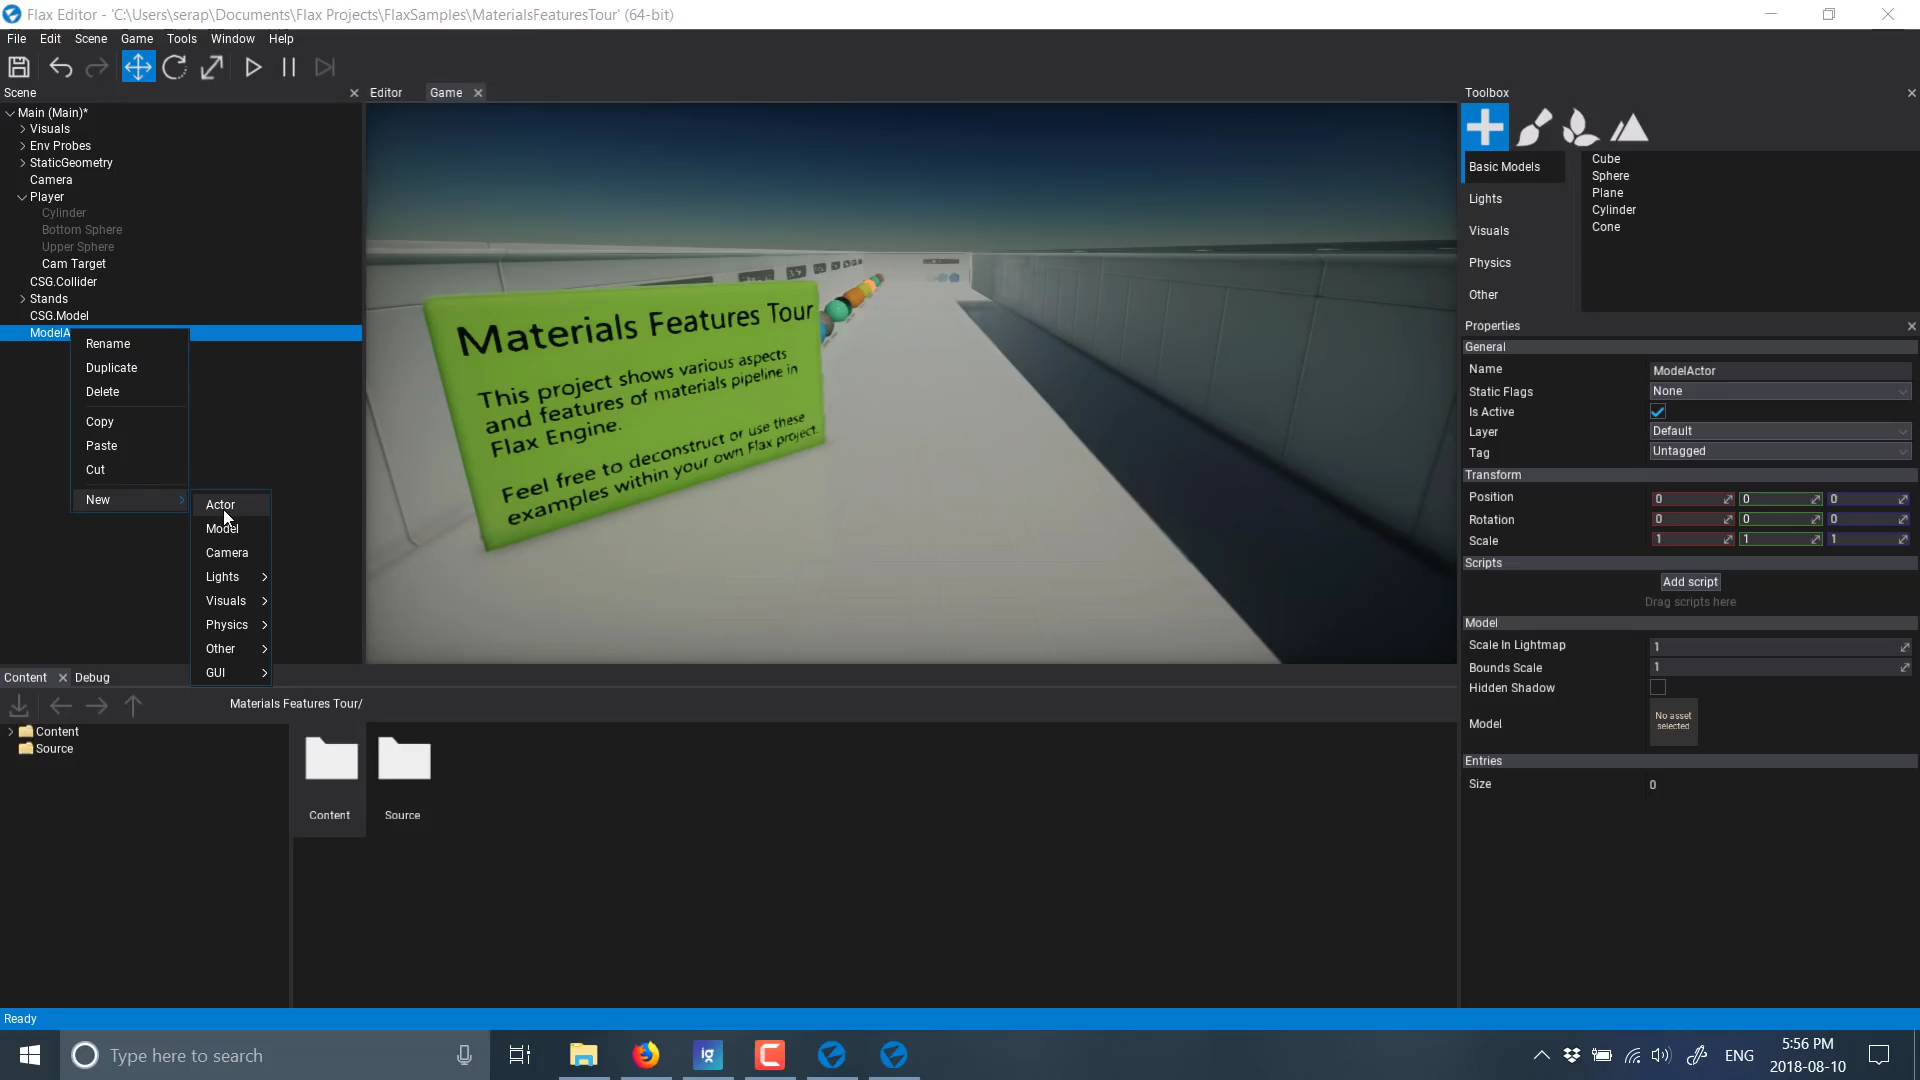 Flax Editor - 'C:\Users\serap\Documents\Flax Projects\FlaxSamples\MaterialsFeaturesTour' (64-bit)
File Edit Scene Game Tools Window Help
Scene
Main (Main)*
Visuals
Env Probes
StaticGeometry
Camera
Player
Cylinder
Bottom Sphere
Upper Sphere
Cam Target
CSG.Collider
Stands
CSG.Model
ModelA
Rename
Duplicate
Delete
Copy
Paste
Cut
New
Actor
Model
Camera
Lights
Visuals
Physics
Other
GUI
Editor Game
Materials Features Tour
This project shows various aspects
and features of materials pipeline in
Flax Engine.
Feel free to deconstruct or use these
examples within your own Flax project.
Toolbox
Basic Models
Lights
Visuals
Physics
Other
Cube
Sphere
Plane
Cylinder
Cone
Properties
General
Name ModelActor
Static Flags None
Is Active
Layer Default
Tag Untagged
Transform
Position 0 0 0
Rotation 0 0 0
Scale 1 1 1
Scripts
Add script
Drag scripts here
Model
Scale In Lightmap 1
Bounds Scale 1
Hidden Shadow
Model No asset
selected
Entries
Size 0
Content Debug
Materials Features Tour/
Content
Source
Content Source
Ready
Type here to search
ig
ENG
5:56 PM
2018-08-10